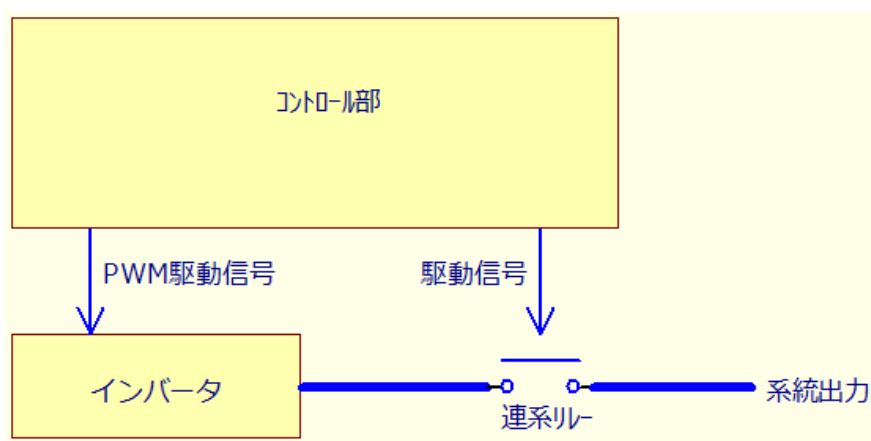 コントロール部
PWM駆動信号
駆動信号
インバータ
連系リレー
系統出力